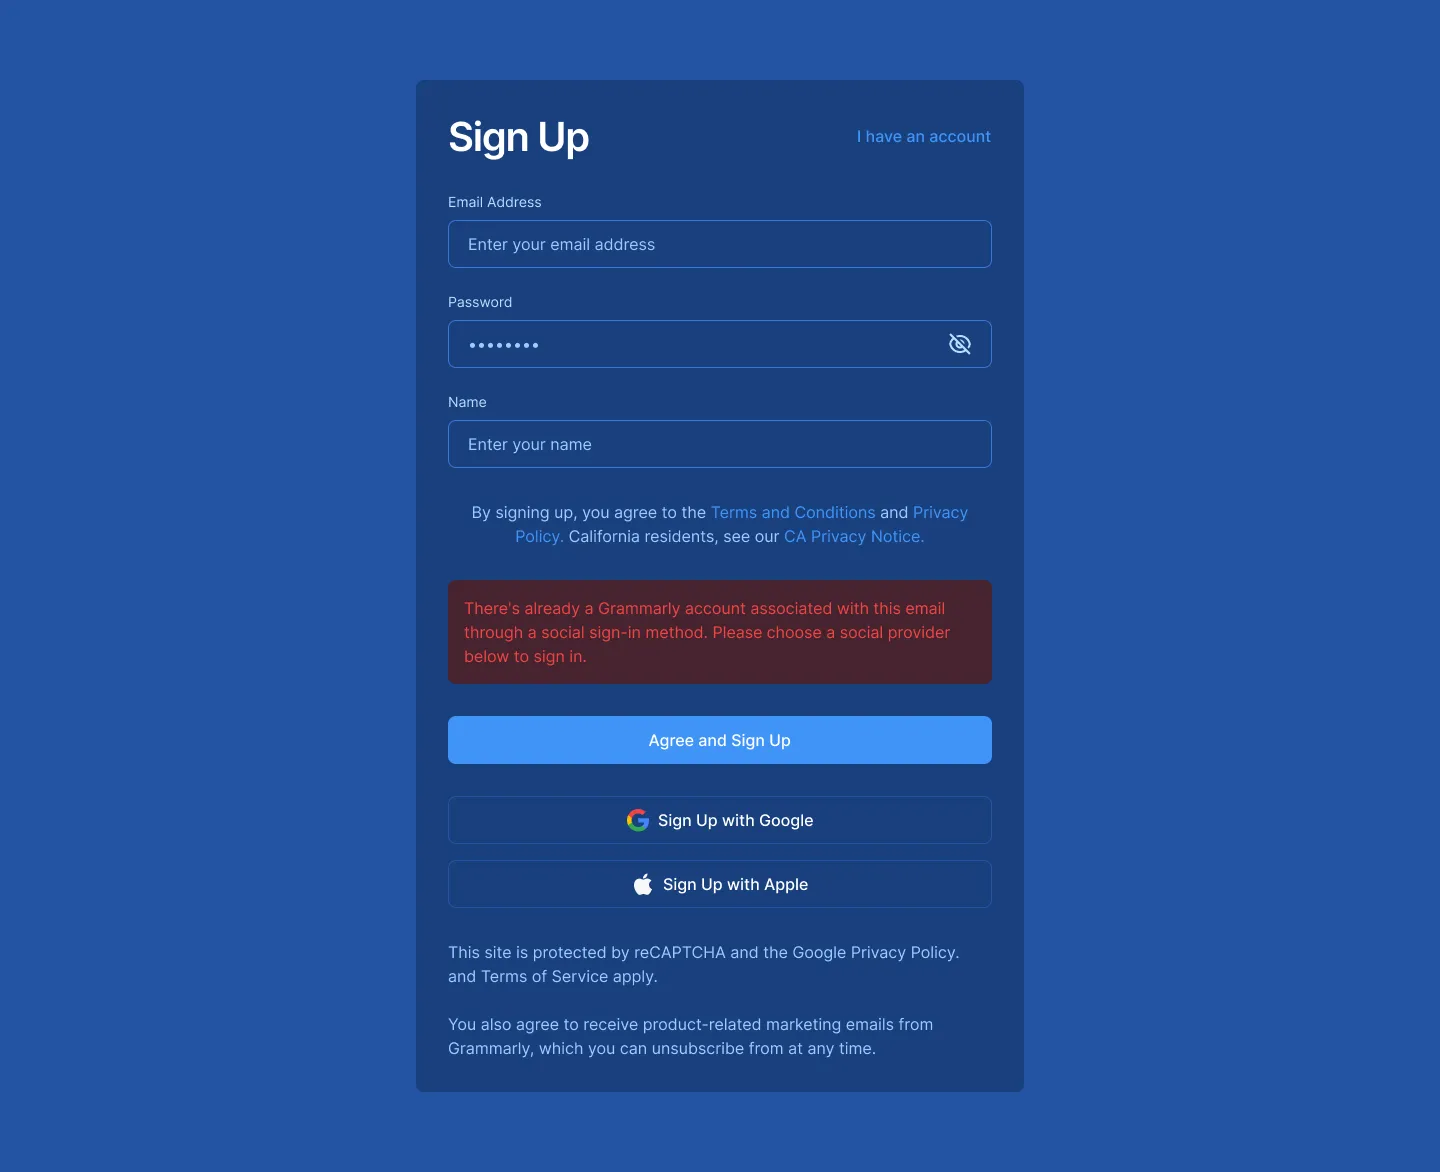 Sign Up
I have an account
Email Address
Enter your email address
Password
••••••••
Name
Enter your name
By signing up, you agree to the Terms and Conditions and Privacy
Policy. California residents, see our CA Privacy Notice.
There's already a Grammarly account associated with this email
through a social sign-in method. Please choose a social provider
below to sign in.
Agree and Sign Up
Sign Up with Google
Sign Up with Apple
This site is protected by reCAPTCHA and the Google Privacy Policy.
and Terms of Service apply.
You also agree to receive product-related marketing emails from
Grammarly, which you can unsubscribe from at any time.